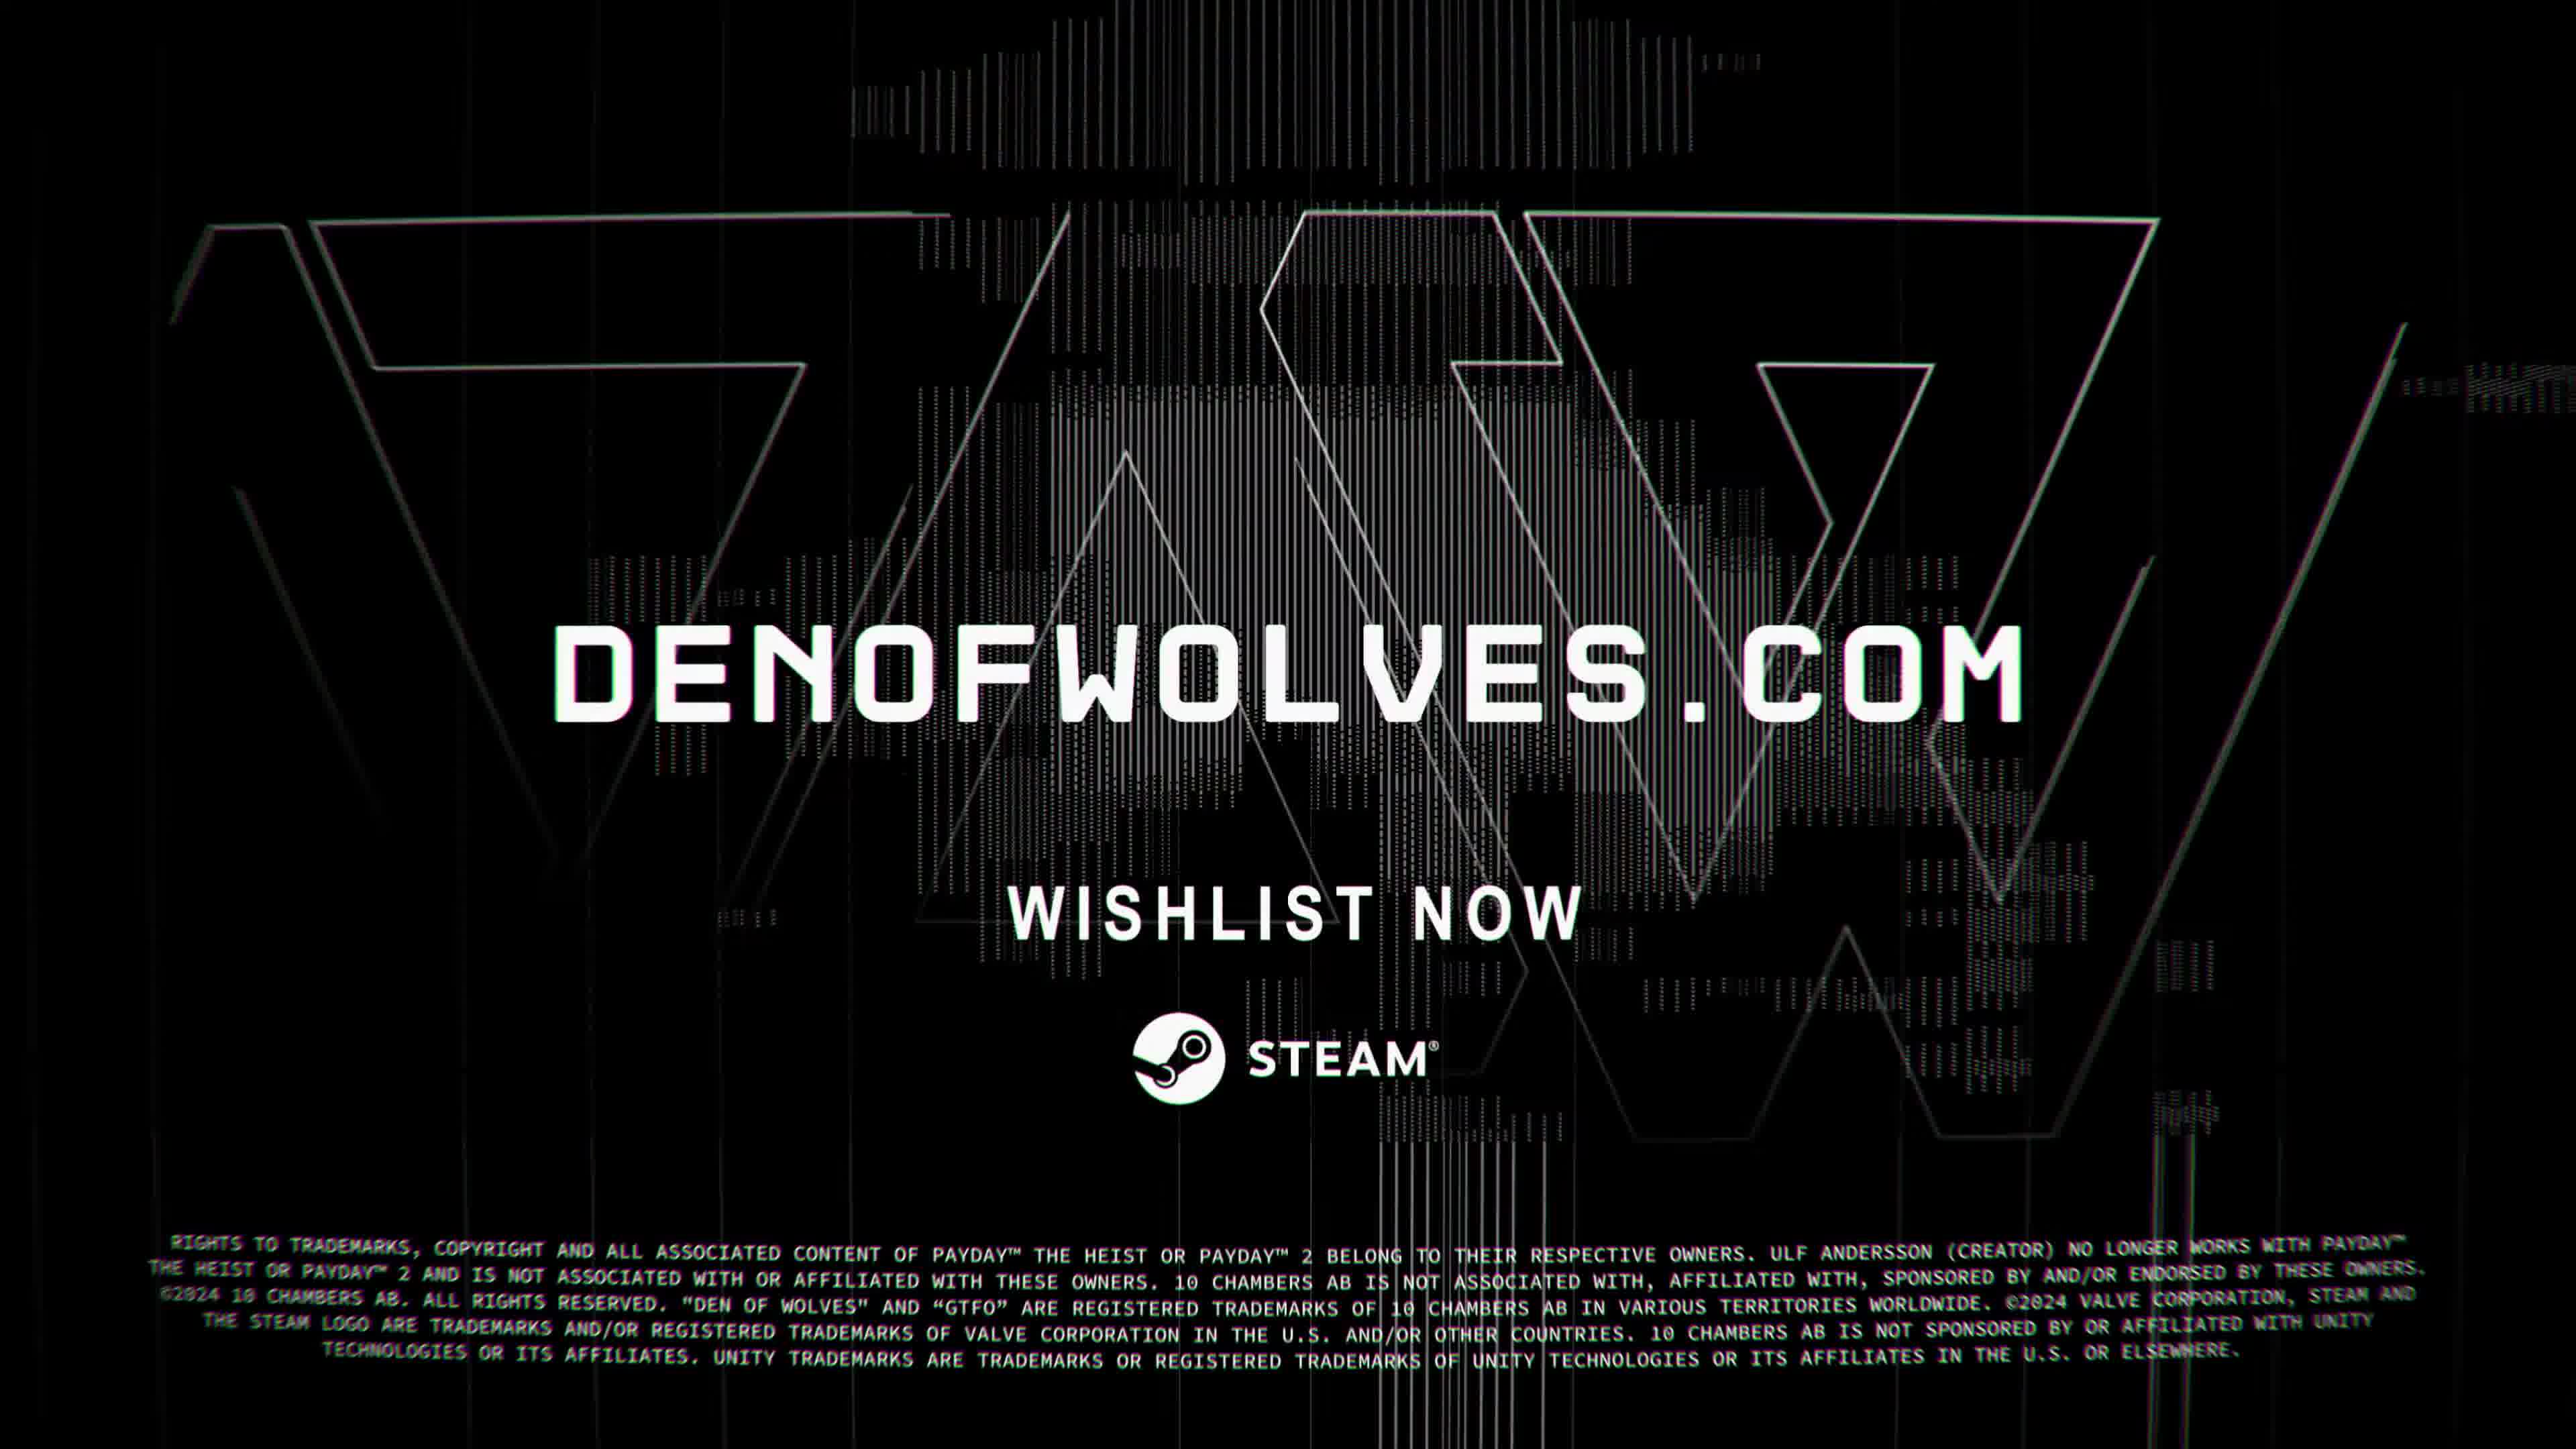 DENOFWOLVES.COM
WISHLIST NOW
STEAM®
RIGHTS TO TRADEMARKS, COPYRIGHT AND ALL ASSOCIATED CONTENT OF PAYDAY™ THE HEIST OR PAYDAY™ 2 BELONG TO THEIR RESPECTIVE OWNERS. ULF ANDERSSON (CREATOR) NO LONGER WORKS WITH PAYDAY™
THE HEIST OR PAYDAY™ 2 AND IS NOT ASSOCIATED WITH OR AFFILIATED WITH THESE OWNERS. 10 CHAMBERS AB IS NOT ASSOCIATED WITH, AFFILIATED WITH, SPONSORED BY AND/OR ENDORSED BY THESE OWNERS.
©2024 10 CHAMBERS AB. ALL RIGHTS RESERVED. "DEN OF WOLVES" AND "GTFO" ARE REGISTERED TRADEMARKS OF 10 CHAMBERS AB IN VARIOUS TERRITORIES WORLDWIDE. ©2024 VALVE CORPORATION, STEAM AND
THE STEAM LOGO ARE TRADEMARKS AND/OR REGISTERED TRADEMARKS OF VALVE CORPORATION IN THE U.S. AND/OR OTHER COUNTRIES. 10 CHAMBERS AB IS NOT SPONSORED BY OR AFFILIATED WITH UNITY
TECHNOLOGIES OR ITS AFFILIATES. UNITY TRADEMARKS ARE TRADEMARKS OR REGISTERED TRADEMARKS OF UNITY TECHNOLOGIES OR ITS AFFILIATES IN THE U.S. OR ELSEWHERE.